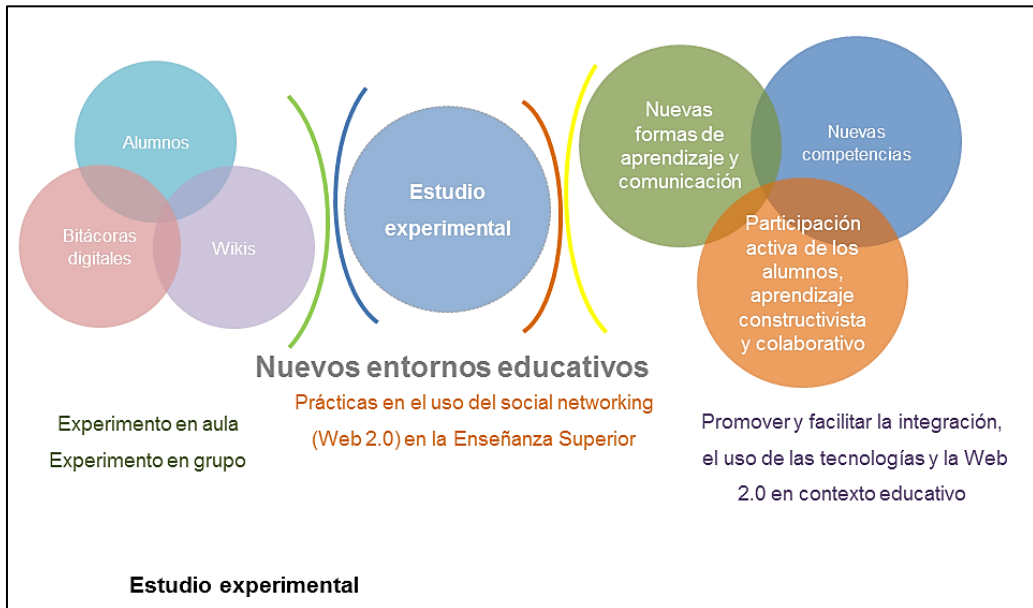 Alumnos
Bitácoras
digitales
Wikis
Estudio
experimental
Nuevas
formas de
aprendizaje y
comunicación
Nuevas
competencias
Participación
activa de los
alumnos,
aprendizaje
constructivista
y colaborativo
Nuevos entornos educativos
Experimento en aula
Experimento en grupo
Prácticas en el uso del social networking
(Web 2.0) en la Enseñanza Superior
Promover y facilitar la integración,
el uso de las tecnologías y la Web
2.0 en contexto educativo
Estudio experimental